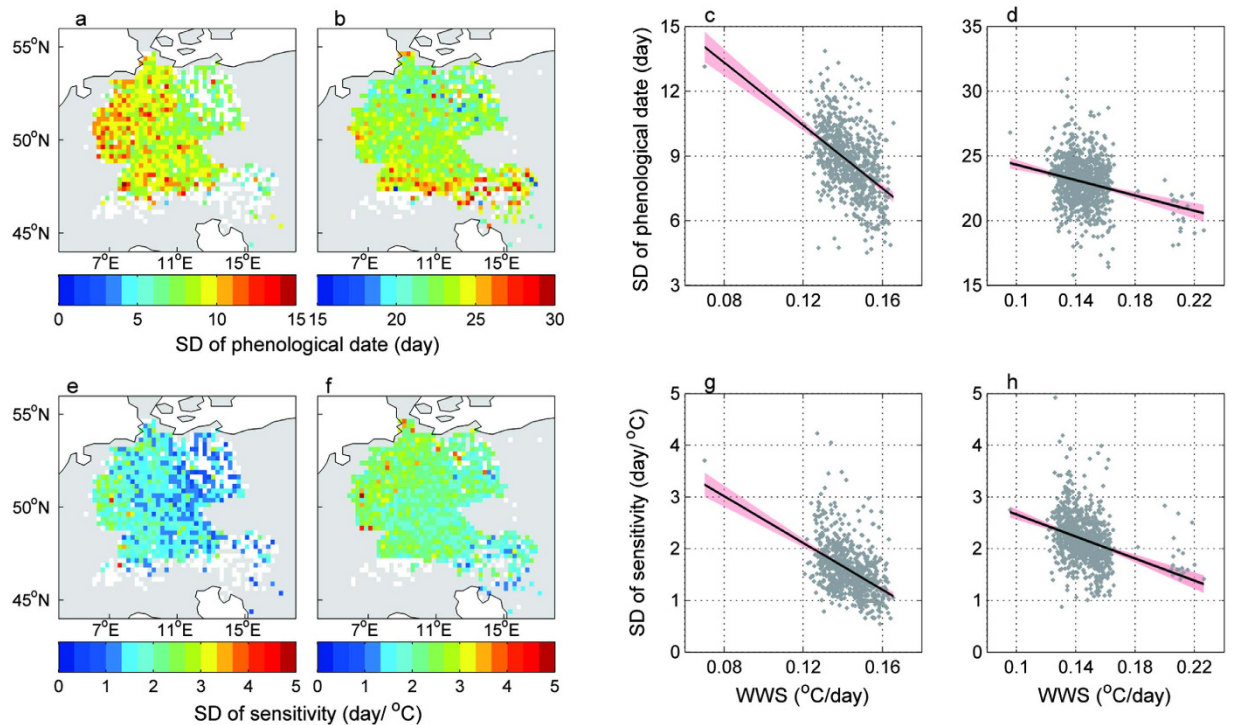 a b c d
55°N
50°N
45°N
7°E 11°E 15°E 7°E 11°E 15°E
0 5 10 15 15 20 25 30
SD of phenological date (day)
SD of phenological date (day)
15
12
9
6
3
0.08 0.12 0.16
35
30
25
20
15
0.1 0.14 0.18 0.22
e f g h
55°N
50°N
45°N
7°E 11°E 15°E 7°E 11°E 15°E
0 1 2 3 4 5 0 1 2 3 4 5
SD of sensitivity (day/ °C)
SD of sensitivity (day/ °C)
5
4
3
2
1
0
0.08 0.12 0.16
WWS (°C/day)
5
4
3
2
1
0
0.1 0.14 0.18 0.22
WWS (°C/day)